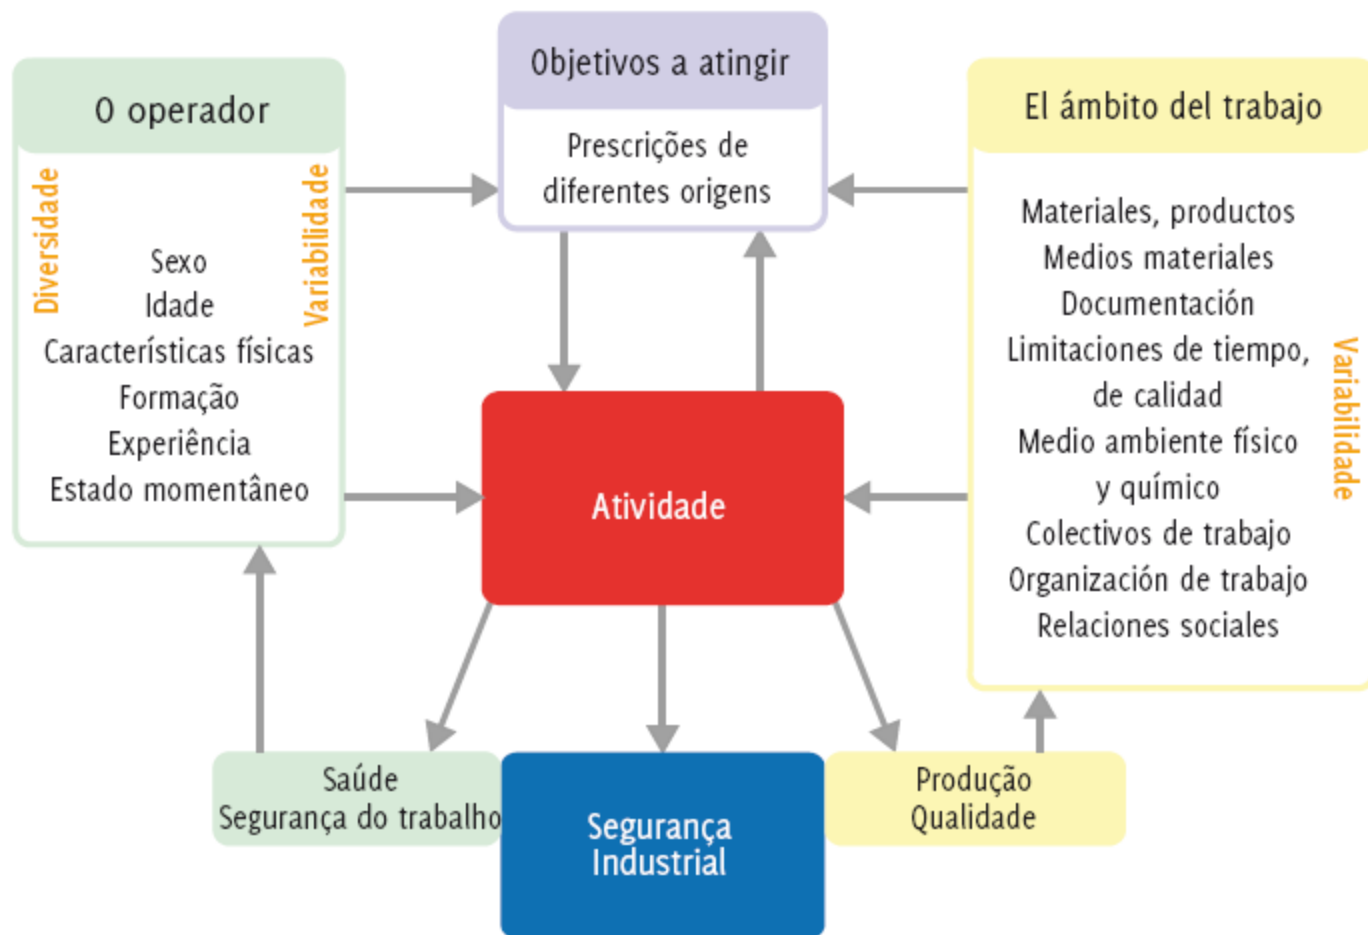 O operador
Diversidade
Variabilidade
Sexo
Idade
Características físicas
Formação
Experiência
Estado momentâneo
Objetivos a atingir
Prescrições de
diferentes origens
El ámbito del trabajo
Materiales, productos
Medios materiales
Documentación
Limitaciones de tiempo,
de calidad
Medio ambiente físico
y químico
Colectivos de trabajo
Organización de trabajo
Relaciones sociales
Variabilidade
Atividade
Saúde
Segurança do trabalho
Segurança
Industrial
Produção
Qualidade